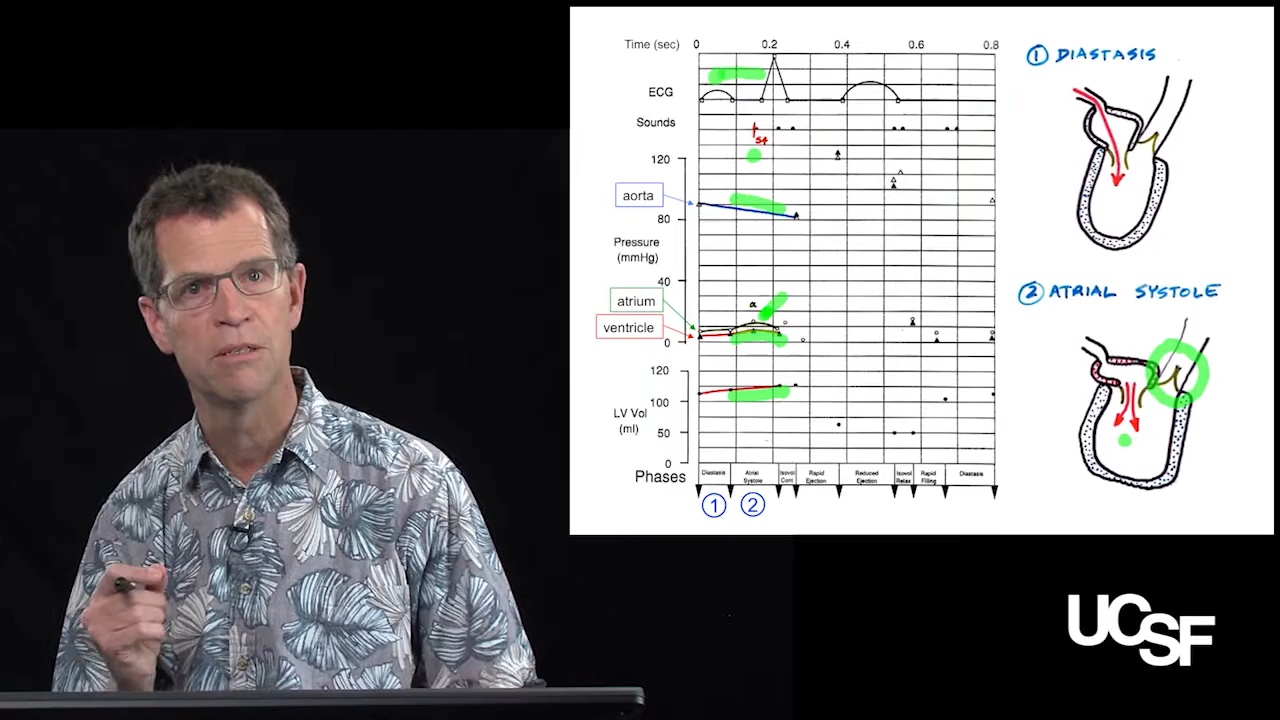 Time (sec) 0 0.2 0.4 0.6 0.8
ECG
Sounds
S4
120
aorta
80
Pressure
(mmHg)
40
a
atrium
ventricle
0
120
100
LV Vol
(ml)
50
0
Phases
Diastasis
Atrial
Systole
Isovol
Cont
Rapid
Ejection
Reduced
Ejection
Isovol
Relax
Rapid
Filling
Diastasis
1 2
1 DIASTASIS
2 ATRIAL SYSTOLE
UCSF